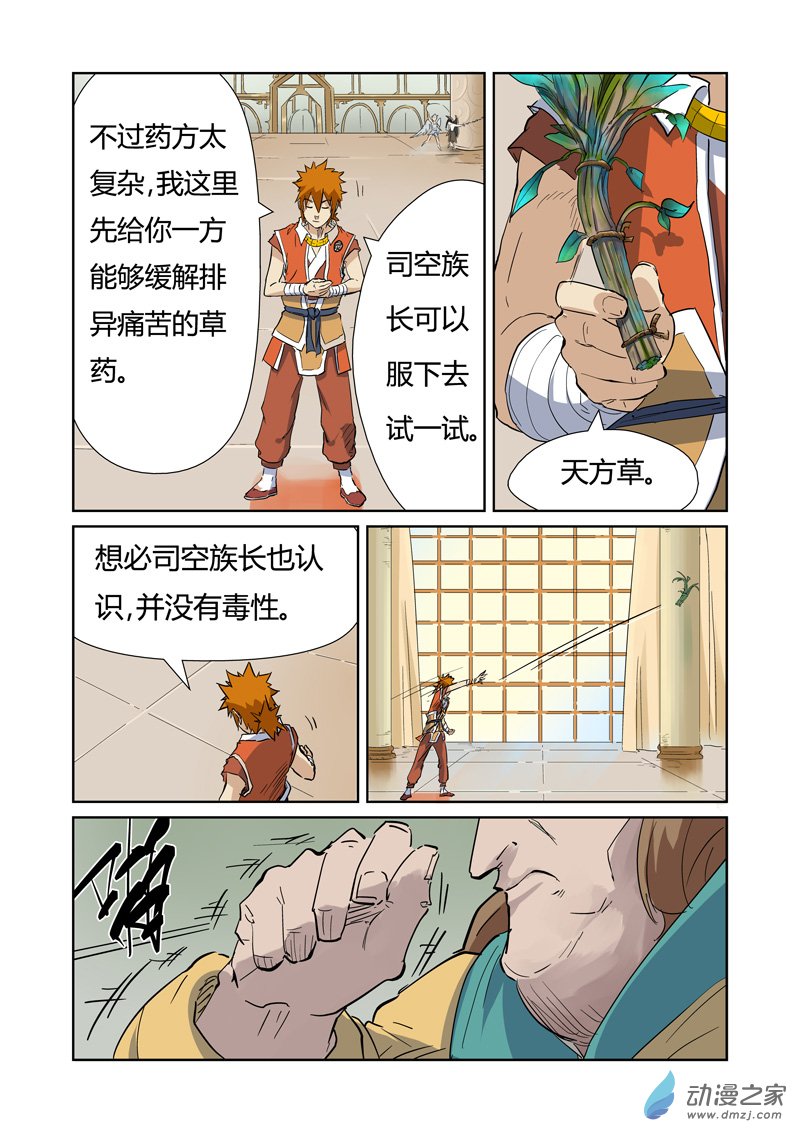 不过药方太
复杂，我这里
先给你一方
能够缓解排
异痛苦的草
药。
司空族
长可以
服下去
试一试。
天方草。
想必司空族长也认
识，并没有毒性。
动漫之家
www.dmzj.com